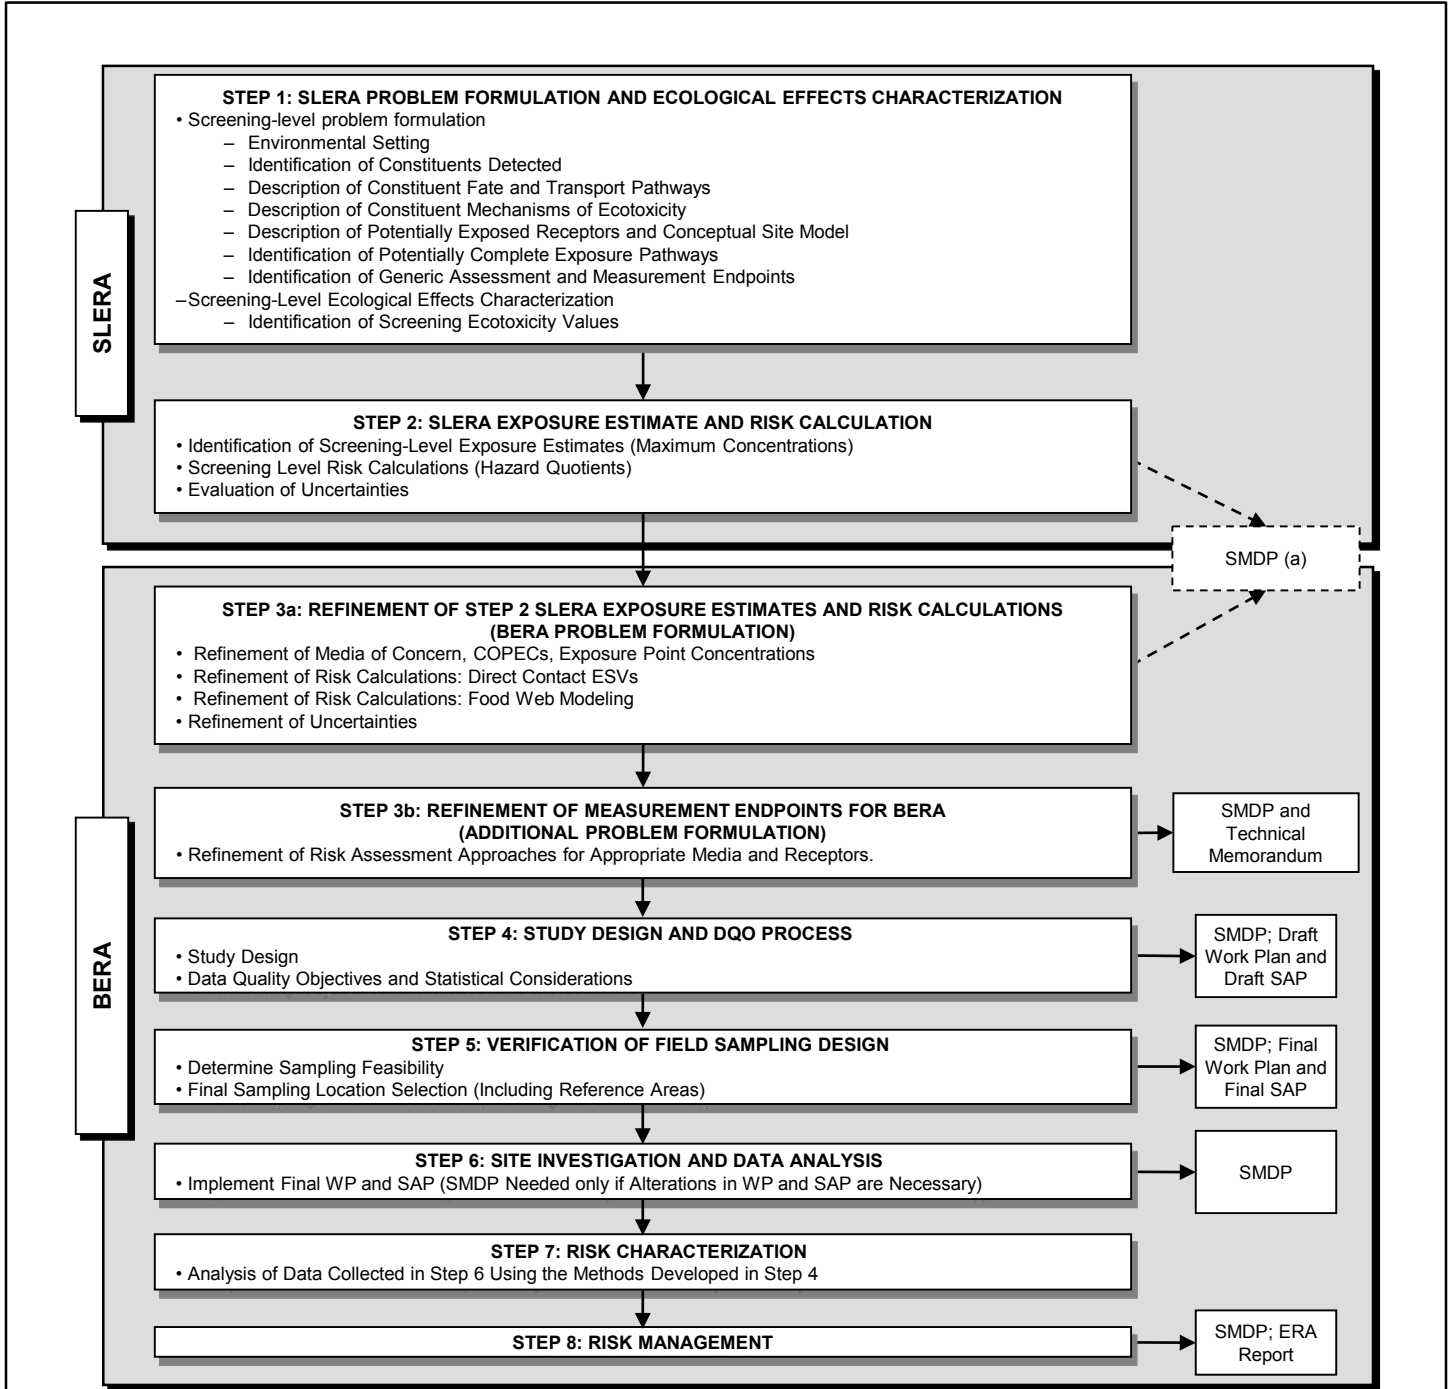 STEP 1: SLERA PROBLEM FORMULATION AND ECOLOGICAL EFFECTS CHARACTERIZATION
• Screening-level problem formulation
– Environmental Setting
– Identification of Constituents Detected
– Description of Constituent Fate and Transport Pathways
– Description of Constituent Mechanisms of Ecotoxicity
– Description of Potentially Exposed Receptors and Conceptual Site Model
– Identification of Potentially Complete Exposure Pathways
– Identification of Generic Assessment and Measurement Endpoints
–Screening-Level Ecological Effects Characterization
– Identification of Screening Ecotoxicity Values
SLERA
STEP 2: SLERA EXPOSURE ESTIMATE AND RISK CALCULATION
• Identification of Screening-Level Exposure Estimates (Maximum Concentrations)
• Screening Level Risk Calculations (Hazard Quotients)
• Evaluation of Uncertainties
SMDP (a)
STEP 3a: REFINEMENT OF STEP 2 SLERA EXPOSURE ESTIMATES AND RISK CALCULATIONS
(BERA PROBLEM FORMULATION)
• Refinement of Media of Concern, COPECs, Exposure Point Concentrations
• Refinement of Risk Calculations: Direct Contact ESVs
• Refinement of Risk Calculations: Food Web Modeling
• Refinement of Uncertainties
STEP 3b: REFINEMENT OF MEASUREMENT ENDPOINTS FOR BERA
(ADDITIONAL PROBLEM FORMULATION)
• Refinement of Risk Assessment Approaches for Appropriate Media and Receptors.
SMDP and
Technical
Memorandum
BERA
STEP 4: STUDY DESIGN AND DQO PROCESS
• Study Design
• Data Quality Objectives and Statistical Considerations
SMDP; Draft
Work Plan and
Draft SAP
STEP 5: VERIFICATION OF FIELD SAMPLING DESIGN
• Determine Sampling Feasibility
• Final Sampling Location Selection (Including Reference Areas)
SMDP; Final
Work Plan and
Final SAP
STEP 6: SITE INVESTIGATION AND DATA ANALYSIS
• Implement Final WP and SAP (SMDP Needed only if Alterations in WP and SAP are Necessary)
SMDP
STEP 7: RISK CHARACTERIZATION
• Analysis of Data Collected in Step 6 Using the Methods Developed in Step 4
STEP 8: RISK MANAGEMENT
SMDP; ERA
Report